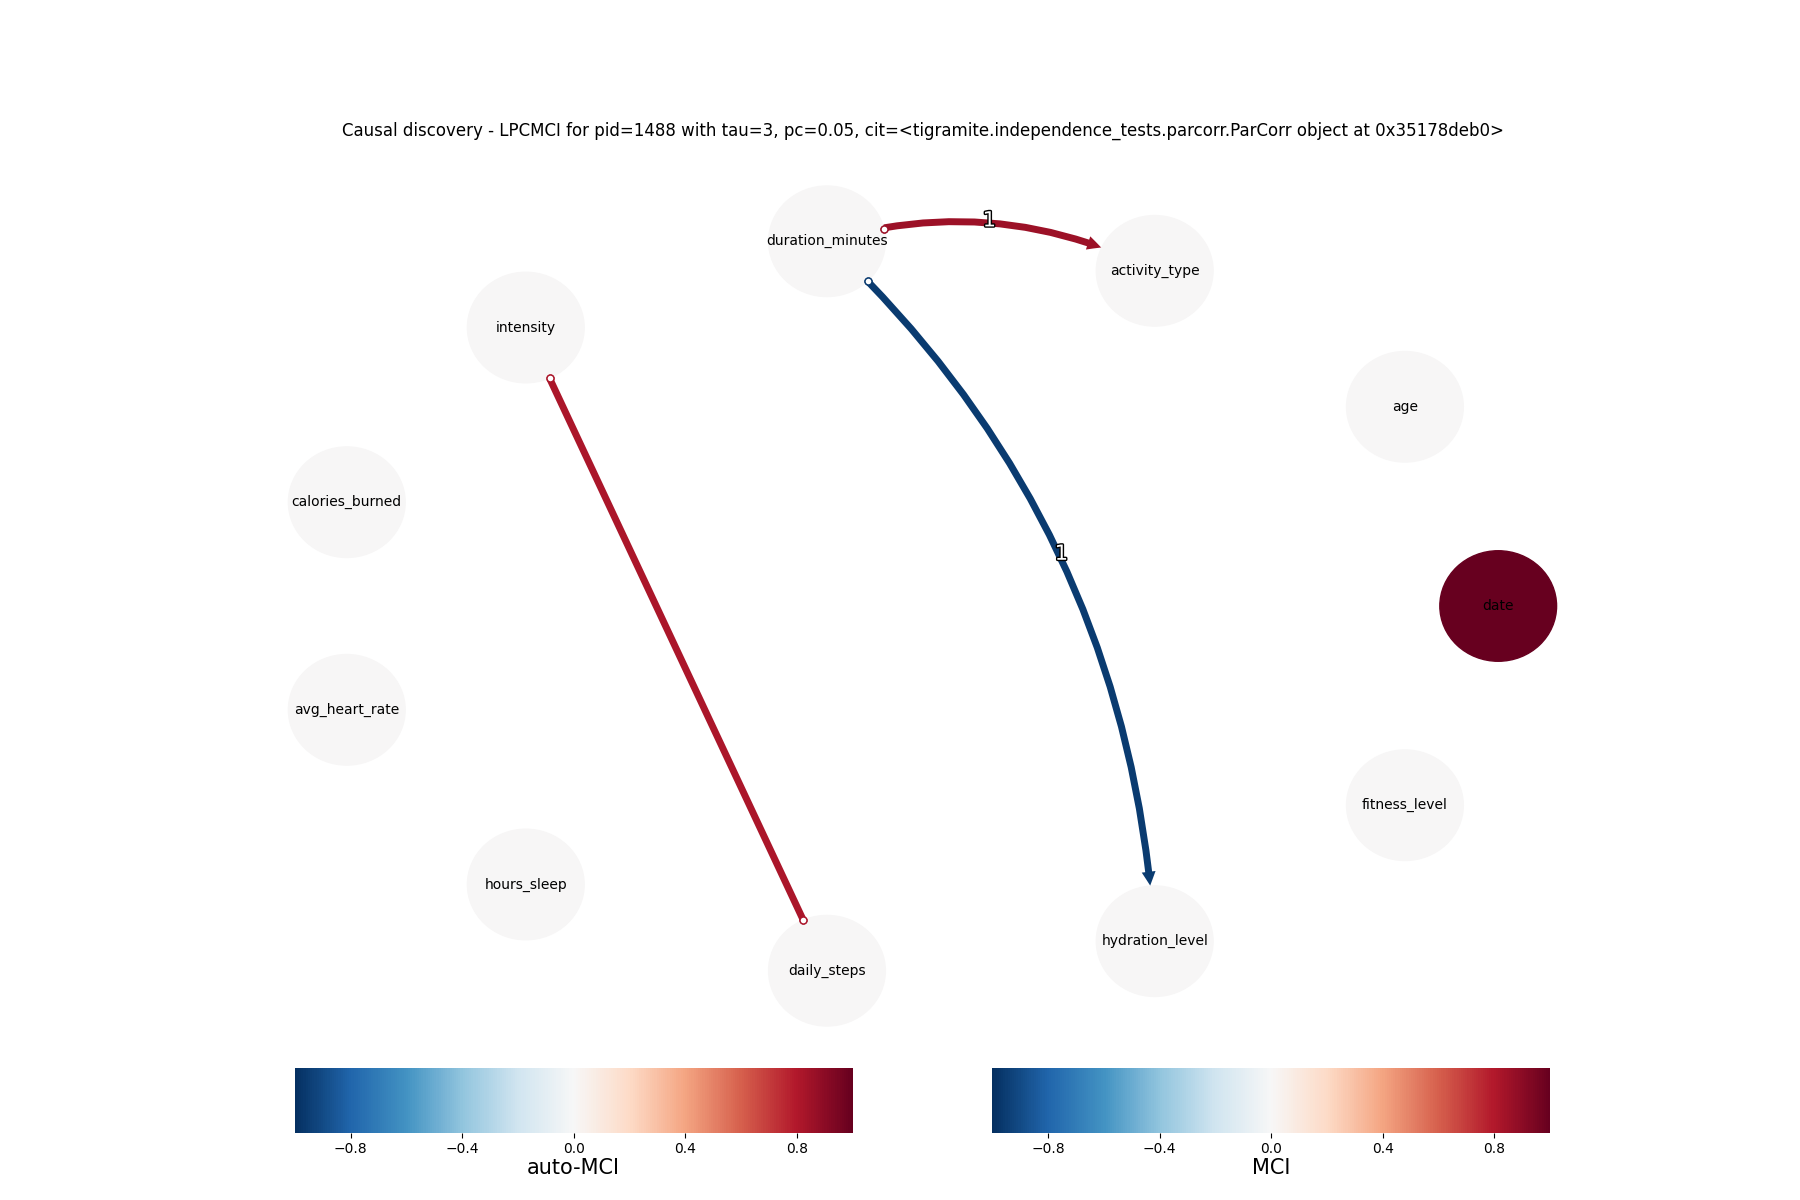 Causal discovery - LPCMCI for pid=1488 with tau=3, pc=0.05, cit=<tigramite.independence_tests.parcorr.ParCorr object at 0x35178deb0>
1
duration_minutes
activity_type
intensity
age
calories_burned
1
date
avg_heart_rate
fitness_level
hours_sleep
hydration_level
daily_steps
−0.8 −0.4 0.0 0.4 0.8
auto-MCI
−0.8 −0.4 0.0 0.4 0.8
MCI